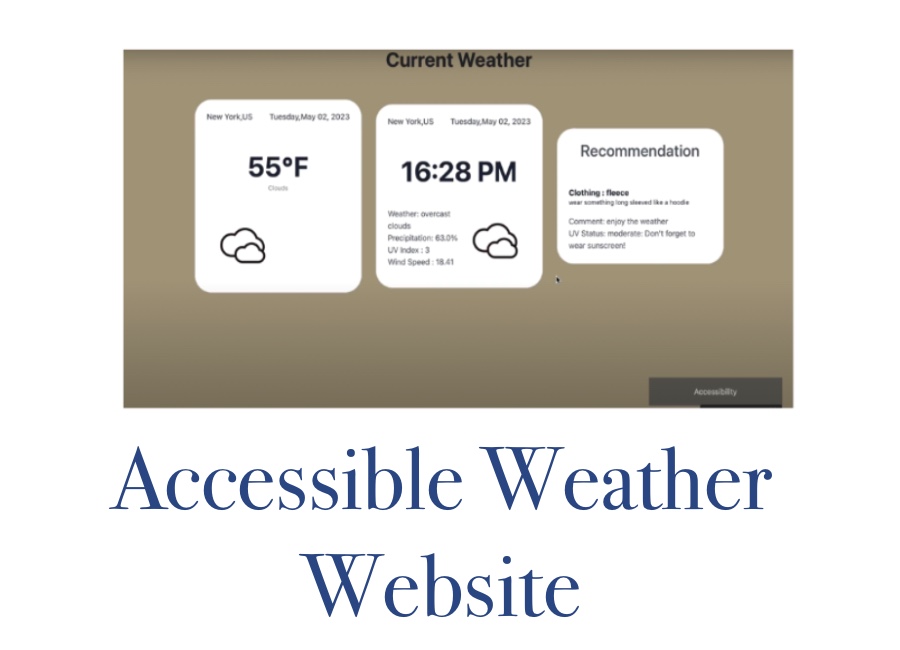 Current Weather
New York,US Tuesday,May 02, 2023
55°F
Clouds
New York,US Tuesday,May 02, 2023
16:28 PM
Weather: overcast
clouds
Precipitation: 63.0%
UV Index : 3
Wind Speed : 18.41
Recommendation
Clothing : fleece
wear something long sleeved like a hoodie
Comment: enjoy the weather
UV Status: moderate: Don't forget to
wear sunscreen!
Accessibility
Accessible Weather
Website